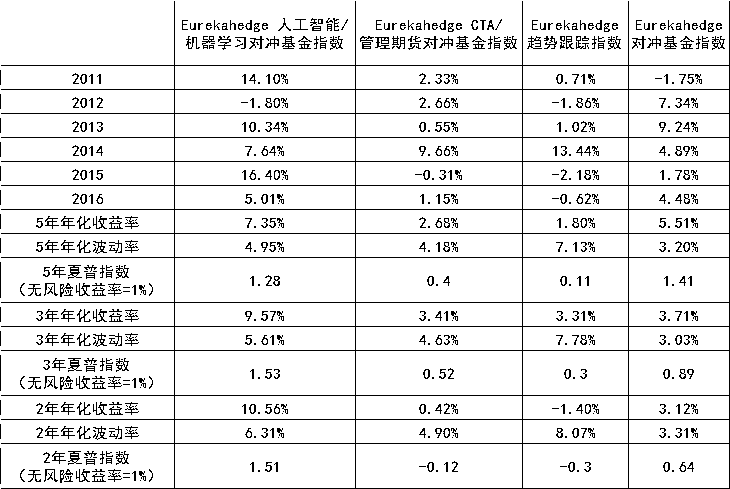 Eurekahedge 人工智能/机器学习对冲基金指数 Eurekahedge CTA/管理期货对冲基金指数 Eurekahedge 趋势跟踪指数 Eurekahedge 对冲基金指数
2011 14.10% 2.33% 0.71% -1.75%
2012 -1.80% 2.66% -1.86% 7.34%
2013 10.34% 0.55% 1.02% 9.24%
2014 7.64% 9.66% 13.44% 4.89%
2015 16.40% -0.31% -2.18% 1.78%
2016 5.01% 1.15% -0.62% 4.48%
5年年化收益率 7.35% 2.68% 1.80% 5.51%
5年年化波动率 4.95% 4.18% 7.13% 3.20%
5年夏普指数（无风险收益率=1%） 1.28 0.4 0.11 1.41
3年年化收益率 9.57% 3.41% 3.31% 3.71%
3年年化波动率 5.61% 4.63% 7.78% 3.03%
3年夏普指数（无风险收益率=1%） 1.53 0.52 0.3 0.89
2年年化收益率 10.56% 0.42% -1.40% 3.12%
2年年化波动率 6.31% 4.90% 8.07% 3.31%
2年夏普指数（无风险收益率=1%） 1.51 -0.12 -0.3 0.64